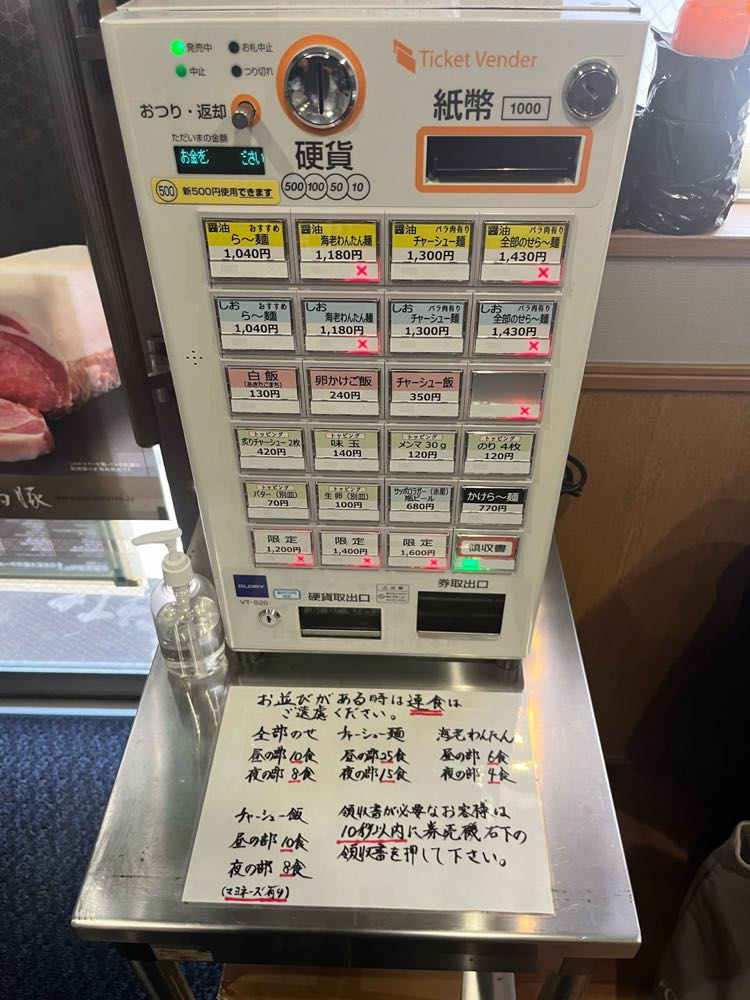 発売中
お札中止
中止
つり切れ
Ticket Vender
おつり・返却
紙幣 1000
ただいまの金額
お金を ださい
硬貨
500 100 50 10
500 新500円使用できます
醤油 おすすめ
ら〜麺
1,040円
醤油
海老わんたん麺
1,180円
醤油 バラ肉有り
チャーシュー麺
1,300円
醤油 バラ肉有り
全部のせら〜麺
1,430円
しお おすすめ
ら〜麺
1,040円
しお
海老わんたん麺
1,180円
しお バラ肉有り
チャーシュー麺
1,300円
しお バラ肉有り
全部のせら〜麺
1,430円
白飯
(あきたこまち)
130円
卵かけご飯
240円
チャーシュー飯
350円
トッピング
炙りチャーシュー2枚
420円
トッピング
味玉
140円
トッピング
メンマ30g
120円
トッピング
のり4枚
120円
トッピング
バター(別皿)
70円
トッピング
生卵(別皿)
100円
サッポロラガー(赤星)
瓶ビール
680円
かけら〜麺
770円
限定
1,200円
限定
1,400円
限定
1,600円
領収書
GLORY
VT-S20
硬貨取出口
注意
券取出口
豚
お並びがある時は連食は
ご遠慮ください。
全部のせ
昼の部10食
夜の部8食
チャーシュー麺
昼の部25食
夜の部15食
海老わんたん
昼の部6食
夜の部4食
チャーシュー飯
昼の部10食
夜の部8食
(マヨネーズ有り)
領収書が必要なお客様は
10秒以内に券売機右下の
領収書を押して下さい。